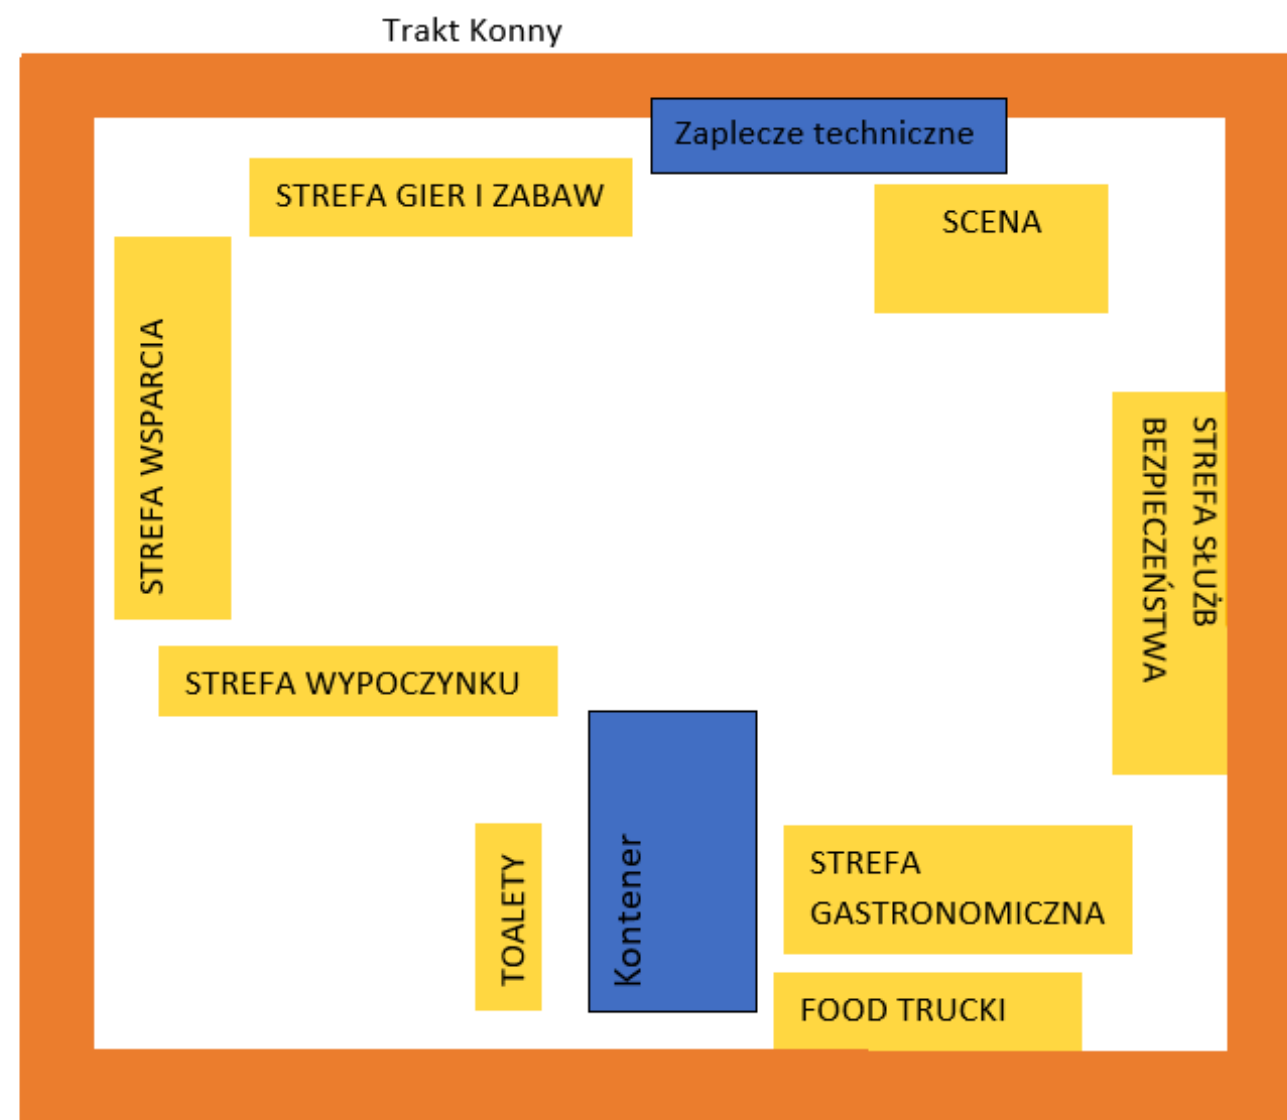 Trakt Konny
Zaplecze techniczne
STREFA GIER I ZABAW
SCENA
STREFA WSPARCIA
STREFA SŁUŻB
BEZPIECZEŃSTWA
STREFA WYPOCZYNKU
Kontener
TOALETY
STREFA
GASTRONOMICZNA
FOOD TRUCKI